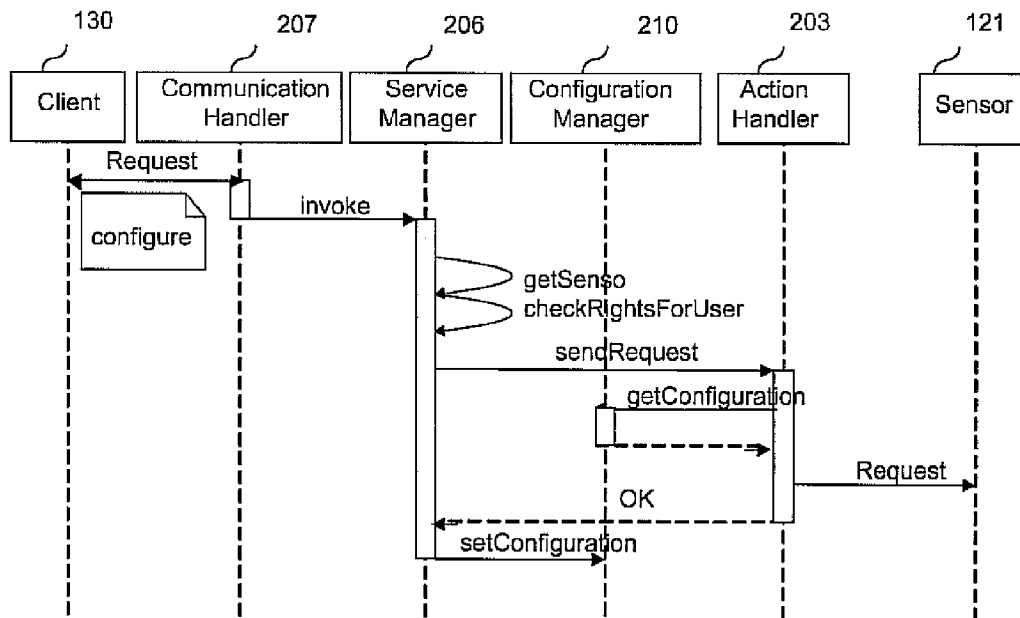 130 207 206 210 203 121
Client
Communication
Handler
Service
Manager
Configuration
Manager
Action
Handler
Sensor
Request
configure
invoke
getSenso
checkRightsForUser
sendRequest
getConfiguration
Request
OK
setConfiguration